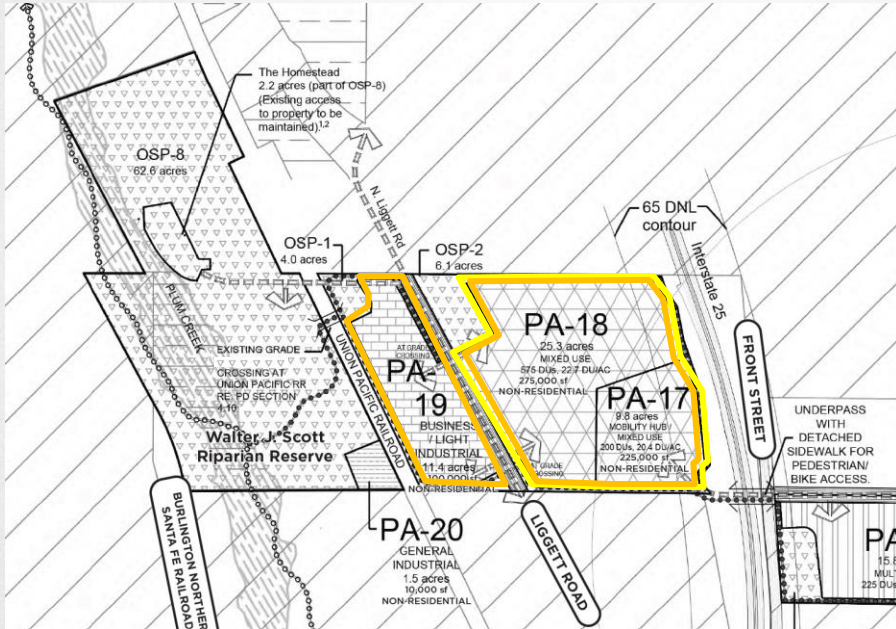 The Homestead
2.2 acres (part of OSP-8)
(Existing access
to property to be
maintained).1,2
OSP-8
62.6 acres
N. Liggett Rd
65 DNL
contour
Interstate 25
OSP-1
4.0 acres
OSP-2
6.1 acres
PLUM CREEK
EXISTING GRADE
CROSSING AT
UNION PACIFIC RR
RE: PD SECTION
4.10
UNION PACIFIC RAILROAD
Walter J. Scott
Riparian Reserve
AT GRADE
CROSSING
PA-
19
BUSINESS
/ LIGHT
INDUSTRIAL
11.4 acres
NON-RESIDENTIAL
PA-18
25.3 acres
MIXED USE
575 DUs, 22.7 DU/AC
275,000 sf
NON-RESIDENTIAL
PA-17
9.8 acres
MOBILITY HUB/
MIXED USE
200 DUs, 20.4 DU/AC
225,000 sf
NON-RESIDENTIAL
AT GRADE
CROSSING
FRONT STREET
UNDERPASS
WITH
DETACHED
SIDEWALK FOR
PEDESTRIAN/
BIKE ACCESS.
BURLINGTON NORTHER
SANTA FE RAILROAD
PA-20
GENERAL
INDUSTRIAL
1.5 acres
10,000 sf
NON-RESIDENTIAL
LIGGETT ROAD
PA
15.8
MULT
225 DUs